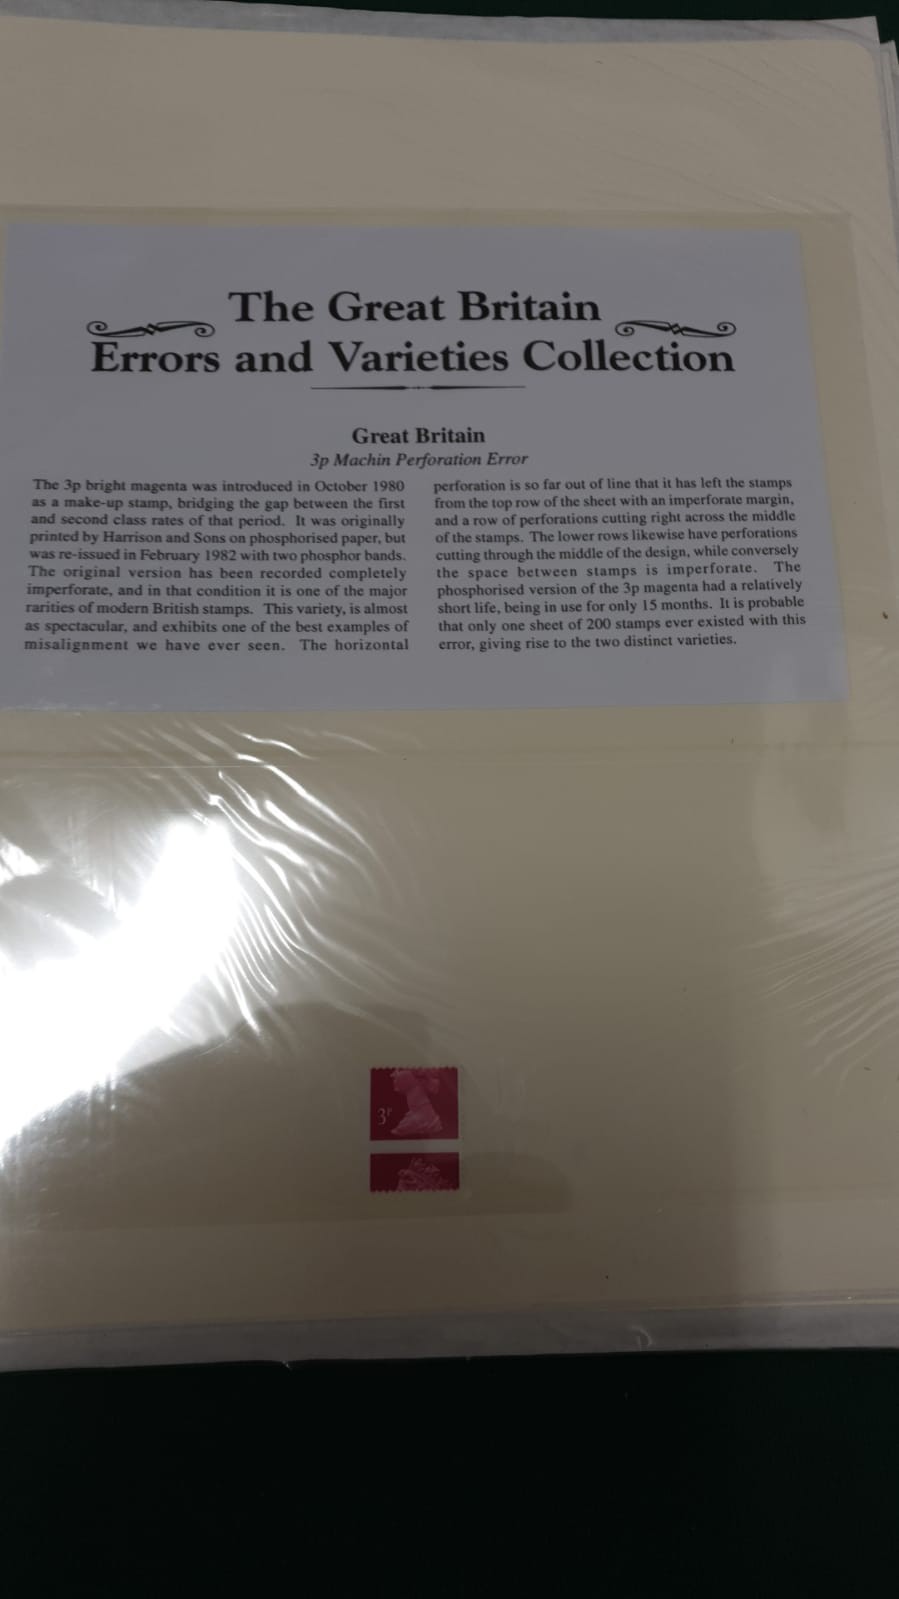 The Great Britain
Errors and Varieties Collection
Great Britain
3p Machin Perforation Error
The 3p bright magenta was introduced in October 1980
as a make-up stamp, bridging the gap between the first
and second class rates of that period. It was originally
printed by Harrison and Sons on phosphorised paper, but
was re-issued in February 1982 with two phosphor bands.
The original version has been recorded completely
imperforate, and in that condition it is one of the major
rarities of modern British stamps. This variety, is almost
as spectacular, and exhibits one of the best examples of
misalignment we have ever seen. The horizontal
perforation is so far out of line that it has left the stamps
from the top row of the sheet with an imperforate margin,
and a row of perforations cutting right across the middle
of the stamps. The lower rows likewise have perforations
cutting through the middle of the design, while conversely
the space between stamps is imperforate. The
phosphorised version of the 3p magenta had a relatively
short life, being in use for only 15 months. It is probable
that only one sheet of 200 stamps ever existed with this
error, giving rise to the two distinct varieties.
3P